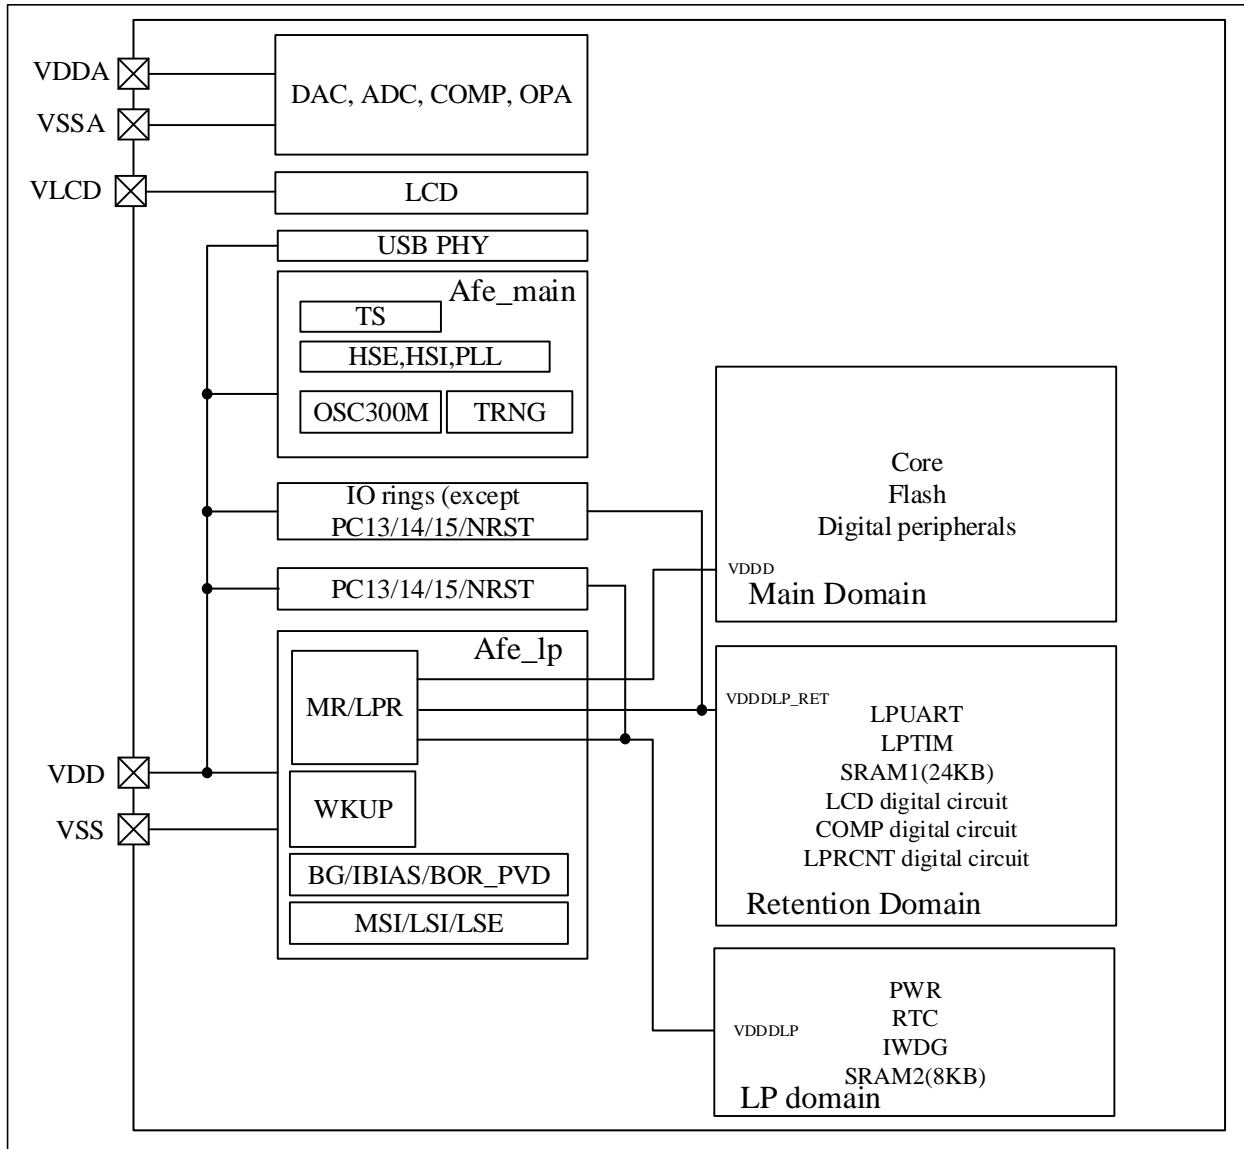 VDDA
VSSA
DAC, ADC, COMP, OPA
VLCD
LCD
USB PHY
Afe_main
TS
HSE,HSI,PLL
OSC300M
TRNG
IO rings (except
PC13/14/15/NRST
PC13/14/15/NRST
Afe_lp
MR/LPR
VDD
WKUP
VSS
BG/IBIAS/BOR_PVD
MSI/LSI/LSE
Core
Flash
Digital peripherals
VDDD
Main Domain
VDDDLP_RET
LPUART
LPTIM
SRAM1(24KB)
LCD digital circuit
COMP digital circuit
LPRCNT digital circuit
Retention Domain
PWR
RTC
VDDDLP
IWDG
SRAM2(8KB)
LP domain